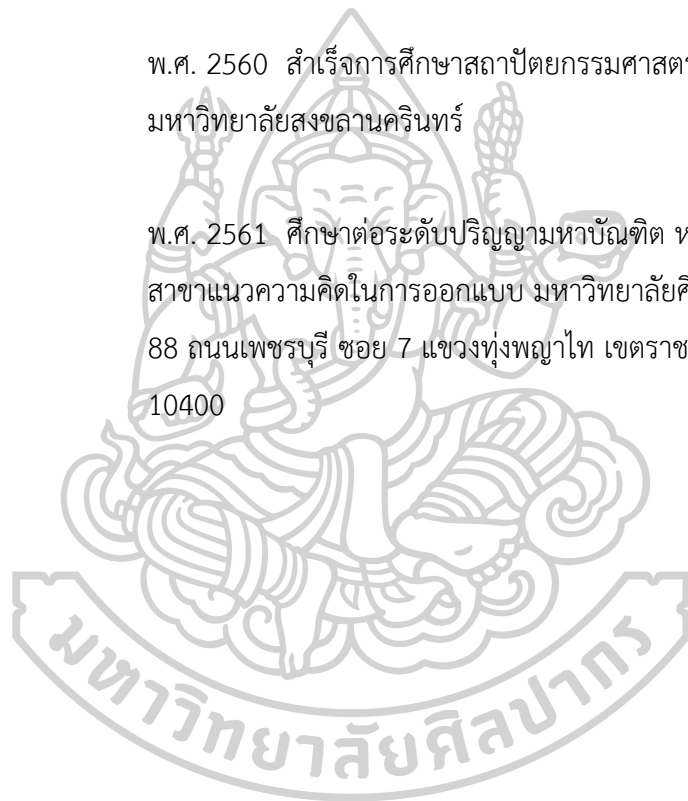 พ.ศ. 2560 สำเร็จการศึกษาสถาปัตยกรรมศาสตร
มหาวิทยาลัยสงขลานครินทร์
พ.ศ. 2561 ศึกษาต่อระดับปริญญามหาบัณฑิต ห
สาขาแนวความคิดในการออกแบบ มหาวิทยาลัยศิ
88 ถนนเพชรบุรี ซอย 7 แขวงทุ่งพญาไท เขตราช
10400
มหาวิทยาลัยศิลปากร